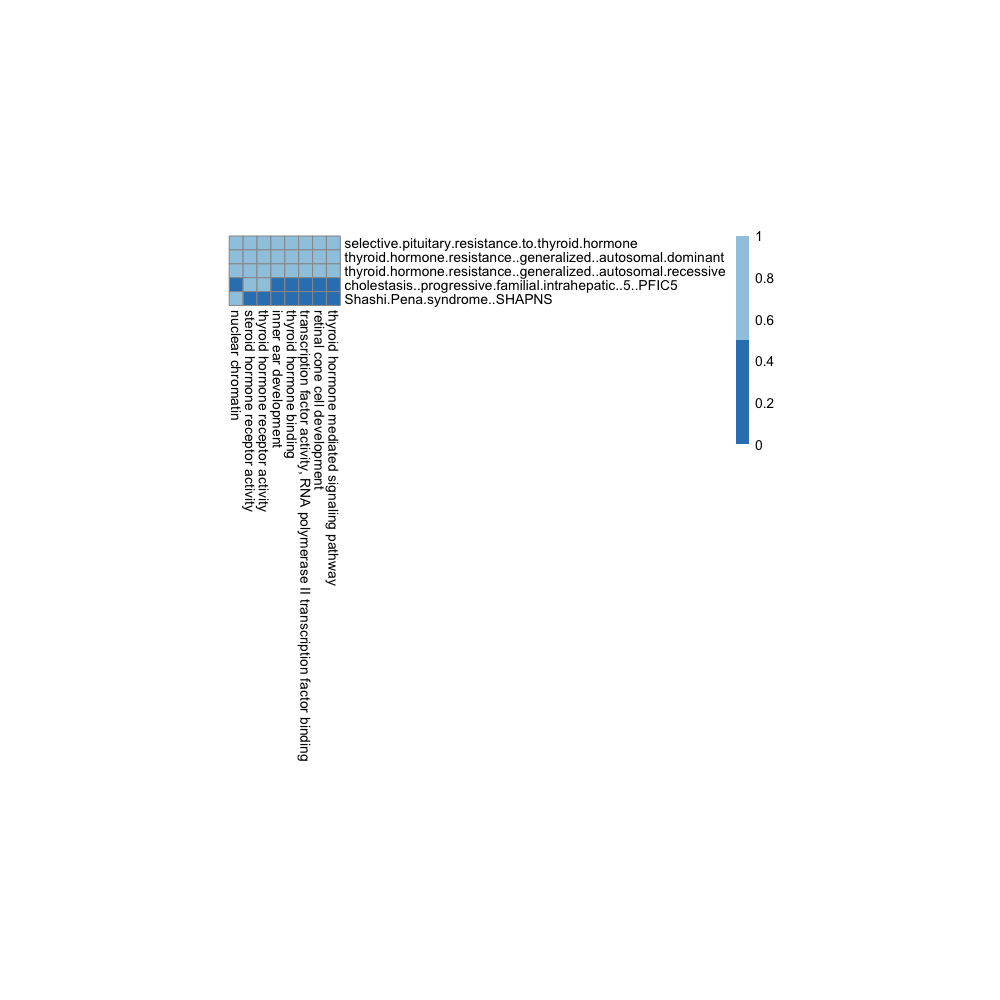 selective.pituitary.resistance.to.thyroid.hormone
thyroid.hormone.resistance..generalized..autosomal.dominant
thyroid.hormone.resistance..generalized..autosomal.recessive
cholestasis..progressive.familial.intrahepatic..5..PFIC5
Shashi.Pena.syndrome..SHAPNS
1
0.8
0.6
0.4
0.2
0
nuclear chromatin
steroid hormone receptor activity
thyroid hormone receptor activity
inner ear development
thyroid hormone binding
transcription factor activity, RNA polymerase II transcription factor binding
retinal cone cell development
thyroid hormone mediated signaling pathway